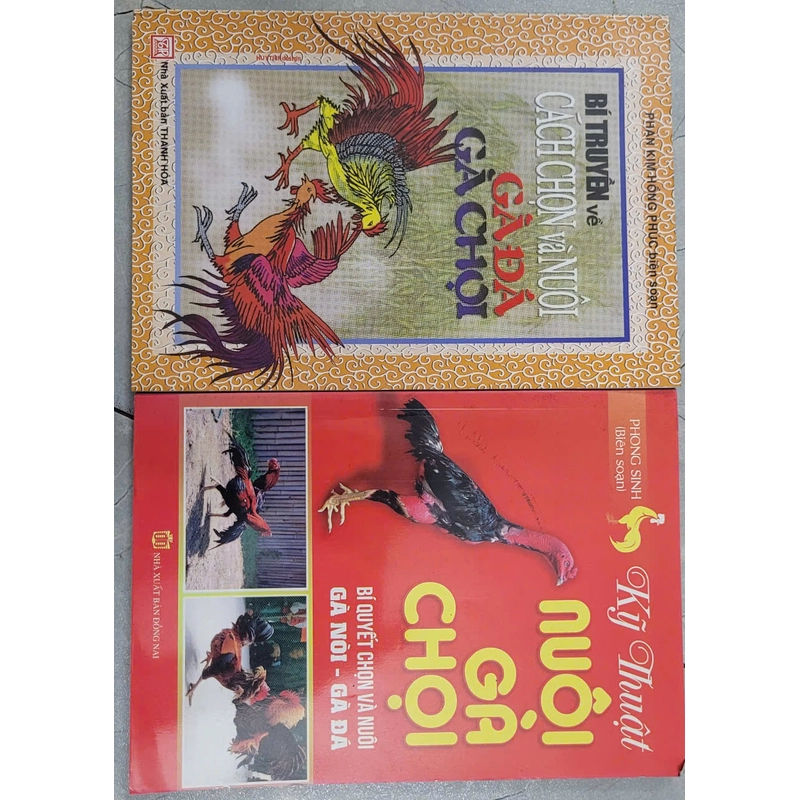 PHAN KIM HỒNG PHÚC biên soạn
BÍ TRUYỀN về
CÁCH CHỌN và NUÔI
GÀ ĐÁ
GÀ CHỌI
Nhà Xuất bản THANH HÓA
PHONG SINH
(Biên soạn)
Kỹ Thuật
NUÔI
GÀ
CHỌI
BÍ QUYẾT CHỌN VÀ NUÔI
GÀ NÒI - GÀ ĐÁ
NHÀ XUẤT BẢN ĐỒNG NAI